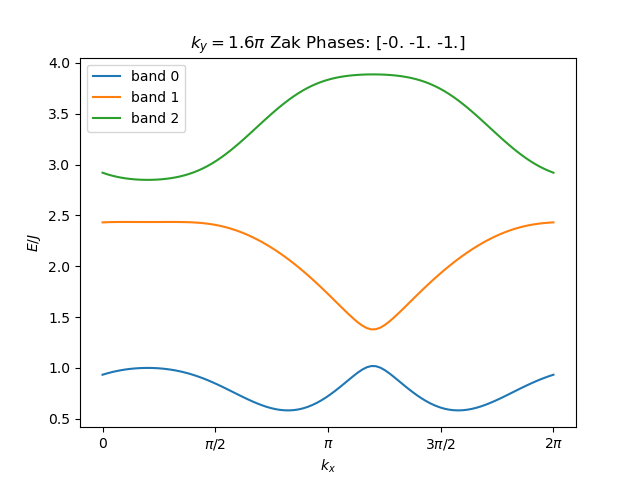 k_y = 1.6π Zak Phases: [-0. -1. -1.]
band 0
band 1
band 2
4.0
3.5
3.0
2.5
2.0
1.5
1.0
0.5
E/J
0 π/2 π 3π/2 2π
k_x